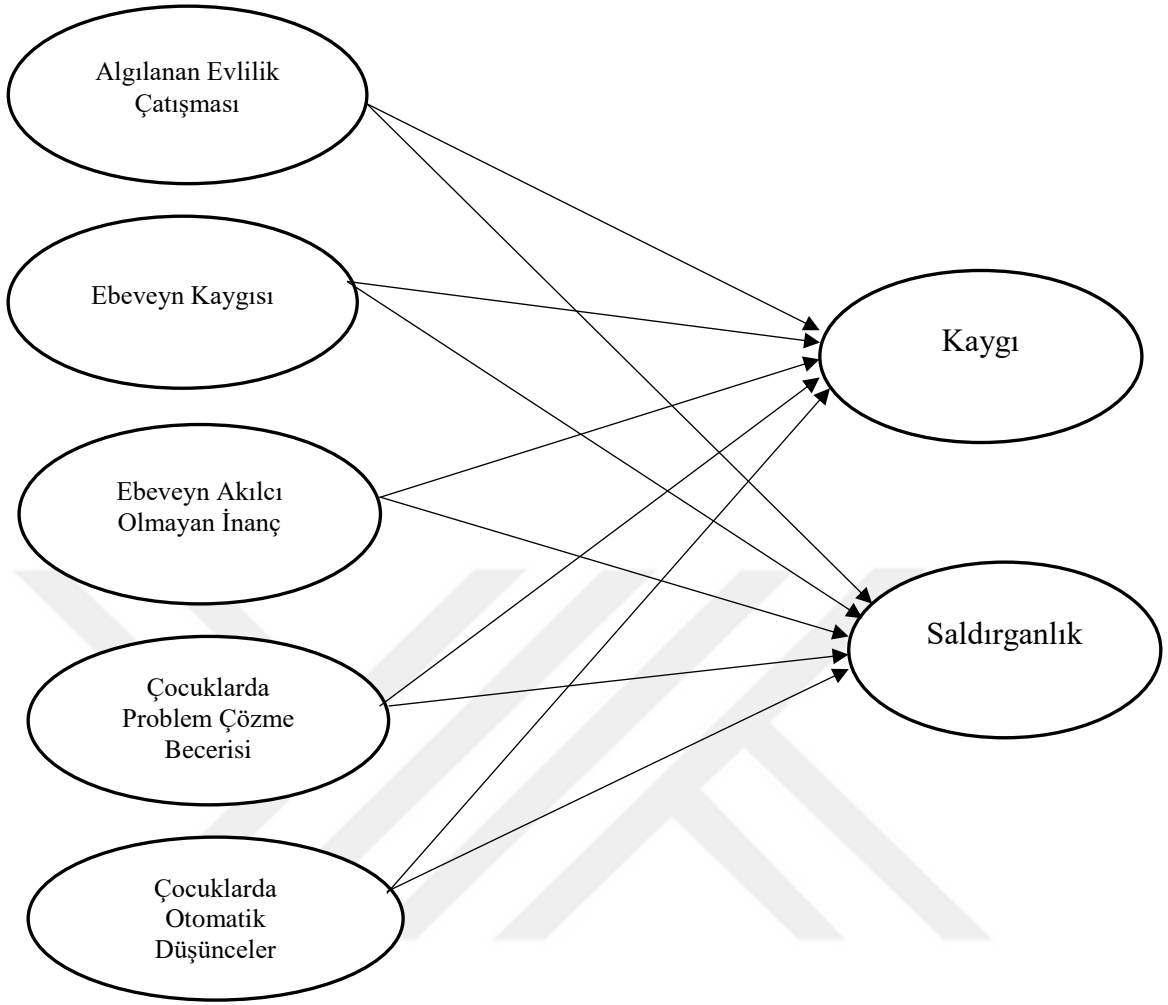 Algılanan Evlilik
Çatışması
Ebeveyn Kaygısı
Kaygı
Ebeveyn Akılcı
Olmayan İnanç
Saldırganlık
Çocuklarda
Problem Çözme
Becerisi
Çocuklarda
Otomatik
Düşünceler